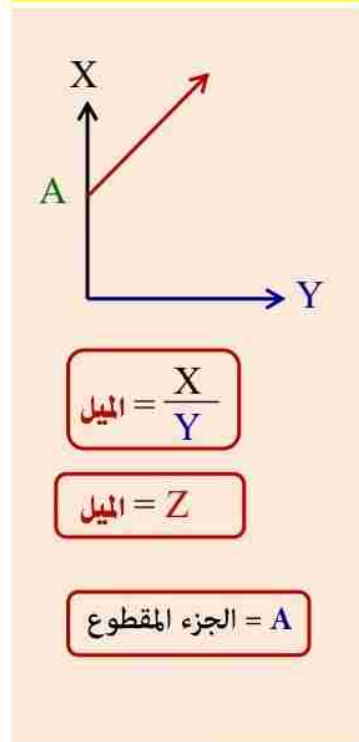 X
A
Y
الميل = X / Y
الميل = Z
الجزء المقطوع = A